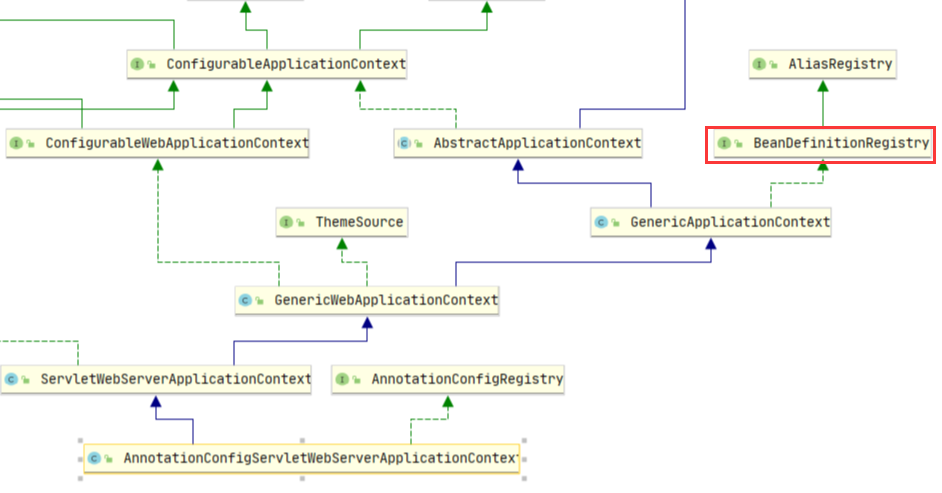 ConfigurableApplicationContext
AliasRegistry
ConfigurableWebApplicationContext
AbstractApplicationContext
BeanDefinitionRegistry
ThemeSource
GenericApplicationContext
GenericWebApplicationContext
ServletWebServerApplicationContext
AnnotationConfigRegistry
AnnotationConfigServletWebServerApplicationContext